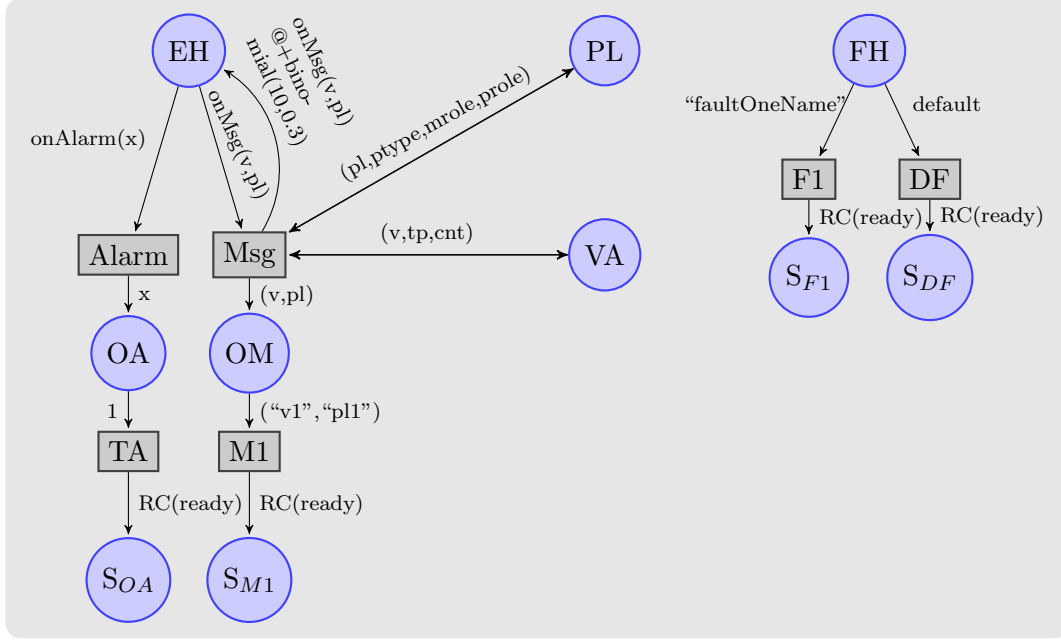 EH
onMsg(v,pl)
@+bino-
mial(10,0.3)
PL
FH
onAlarm(x)
onMsg(v,pl)
(pl,ptype,mrole,prole)
“faultOneName”
default
F1
DF
RC(ready)
RC(ready)
Alarm
Msg
(v,tp,cnt)
VA
S_{F1}
S_{DF}
x
(v,pl)
OA
OM
1
(“v1”,“pl1”)
TA
M1
RC(ready)
RC(ready)
S_{OA}
S_{M1}